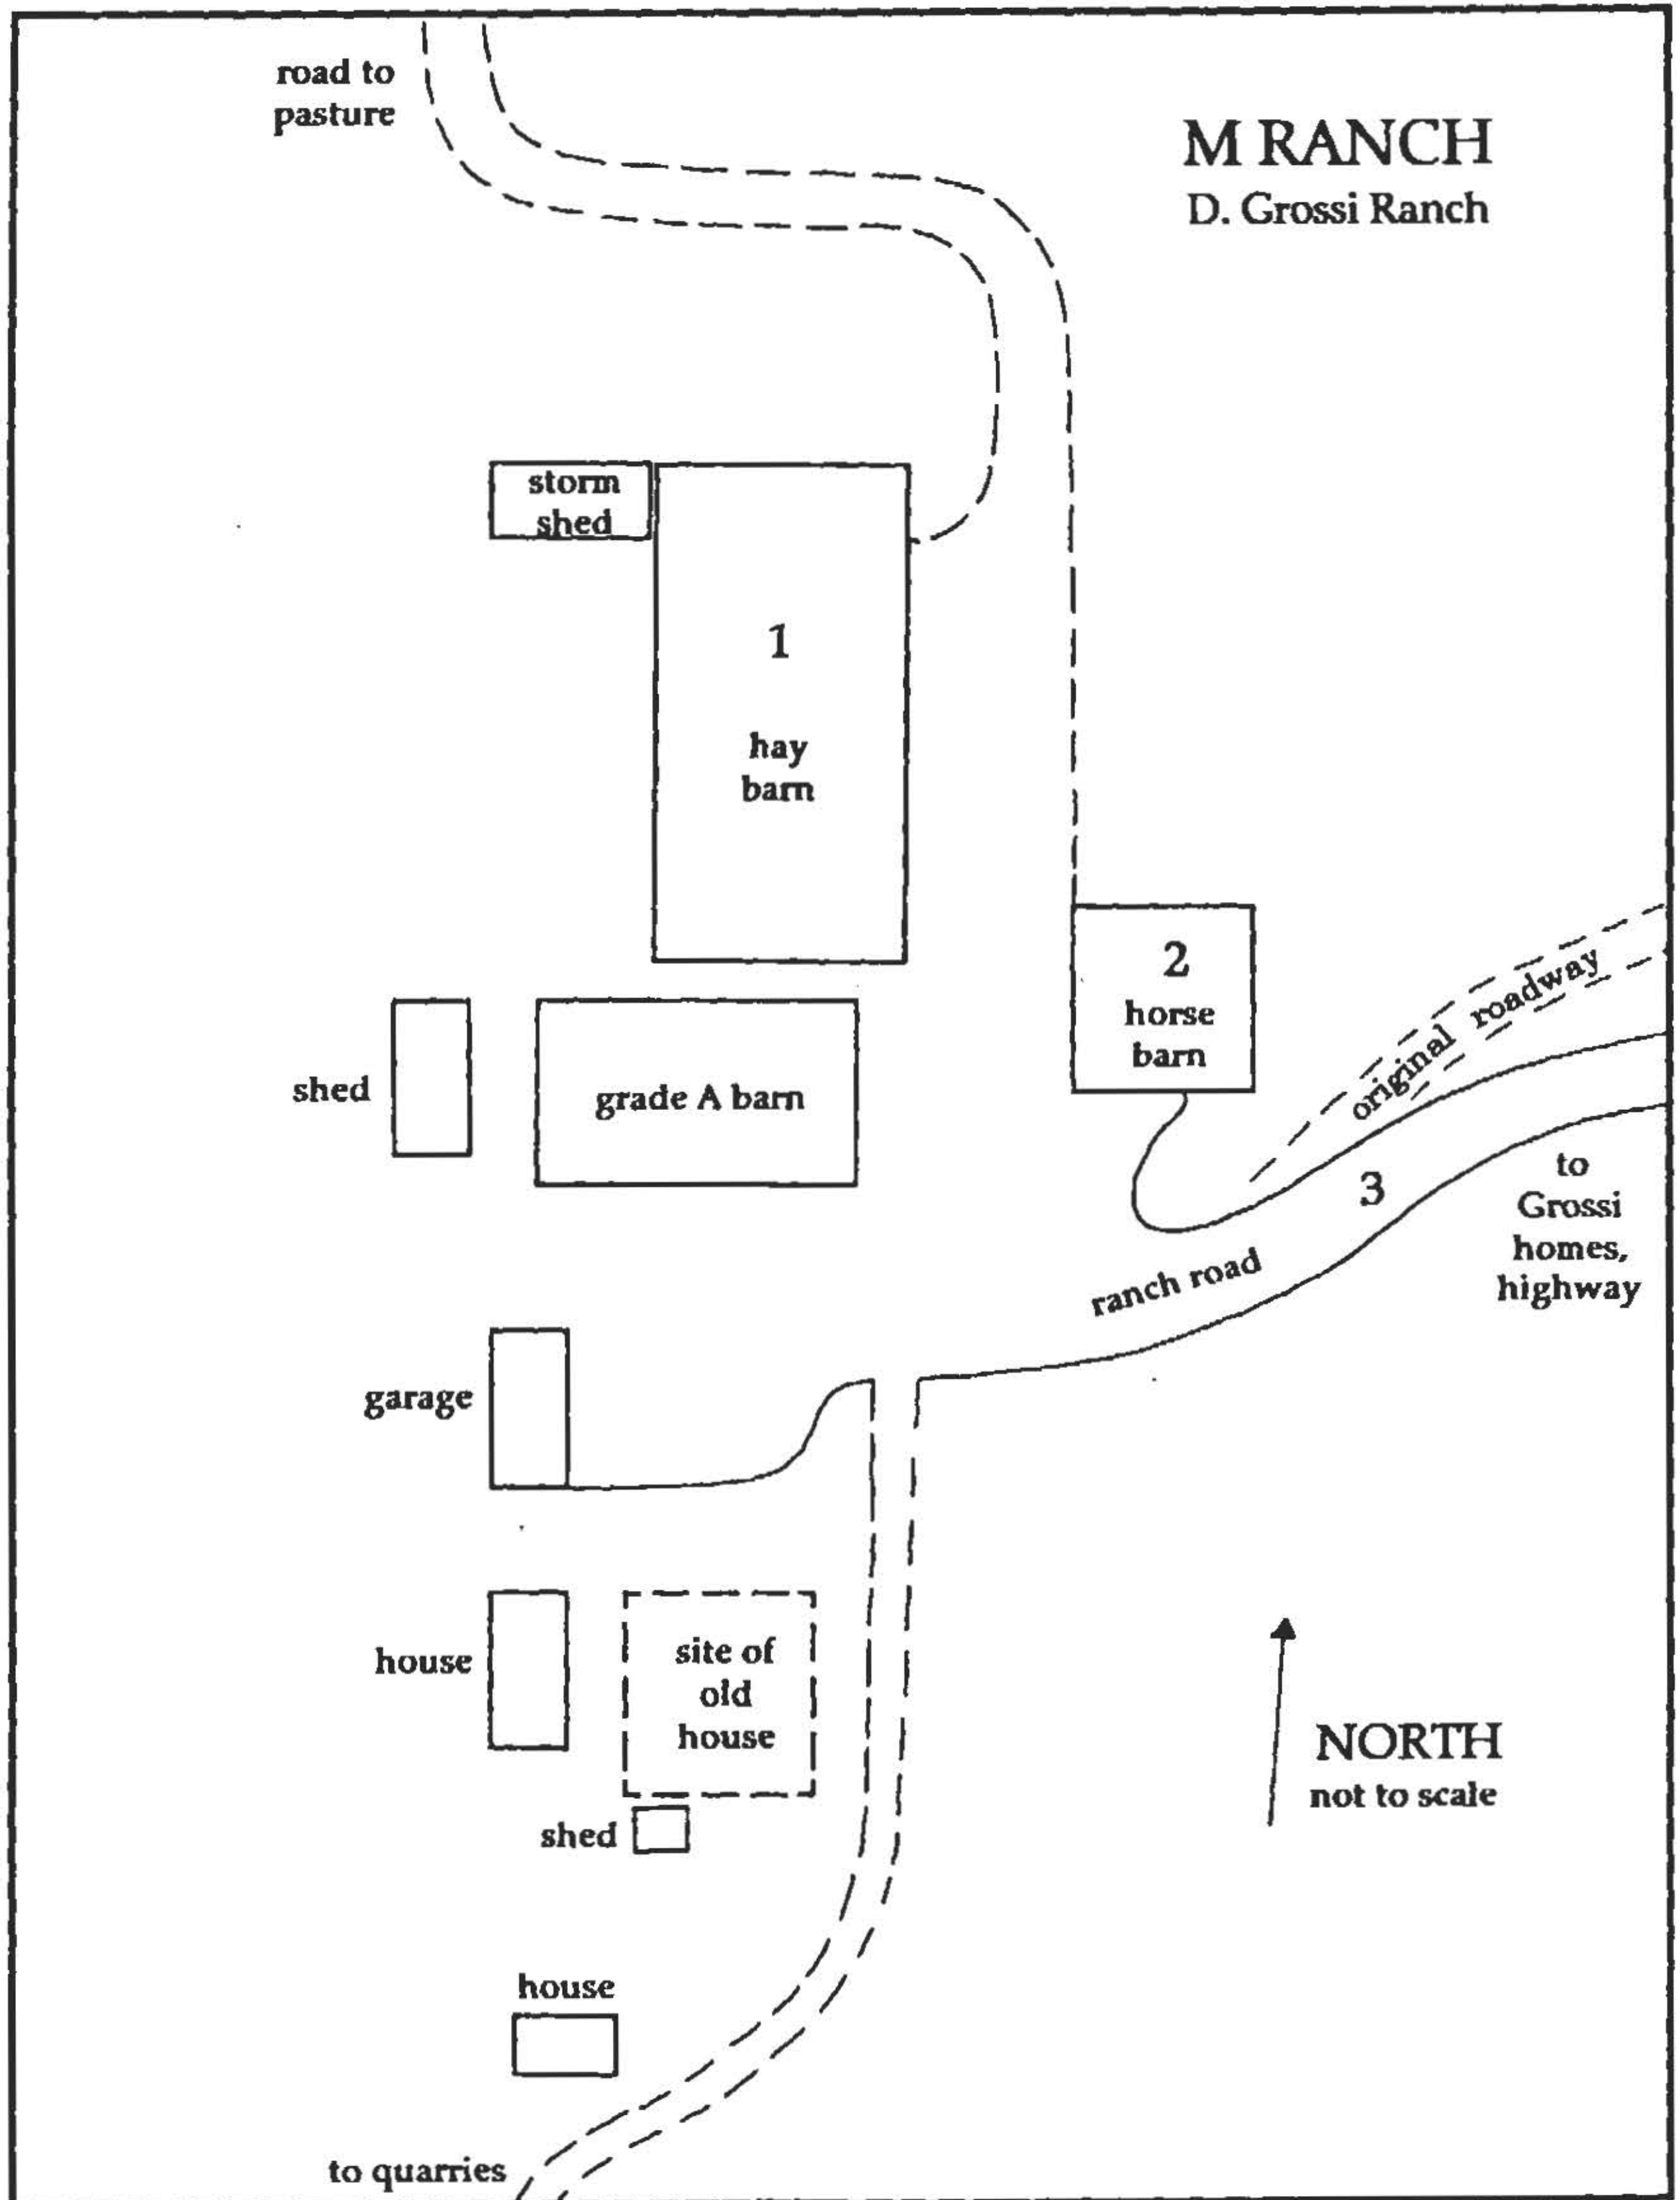 road to
pasture
M RANCH
D. Grossi Ranch
storm
shed
1
hay
barn
2
horse
barn
original roadway
shed
grade A barn
3
to
Grossi
homes,
highway
ranch road
garage
house
site of
old
house
NORTH
not to scale
shed
house
to quarries